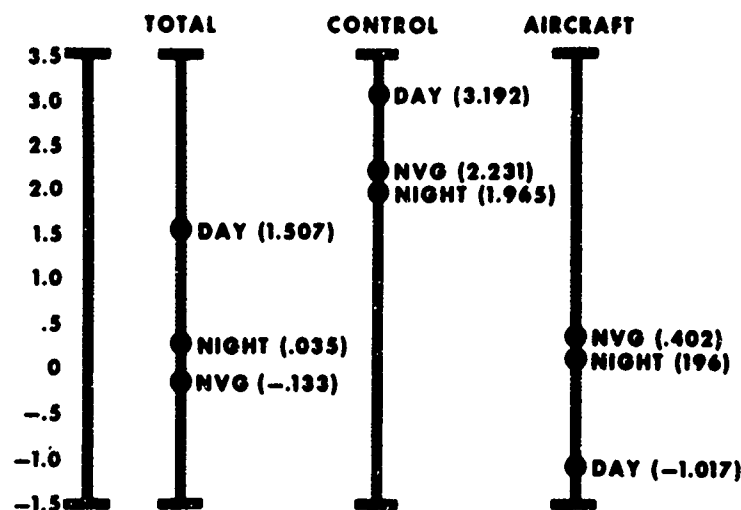 TOTAL CONTROL AIRCRAFT
3.5
3.0
DAY (3.192)
2.5
NVG (2.231)
2.0
NIGHT (1.965)
1.5
DAY (1.507)
1.0
.5
NVG (.402)
NIGHT (.035)
NIGHT (196)
0
NVG (–.133)
–.5
–1.0
DAY (–1.017)
–1.5